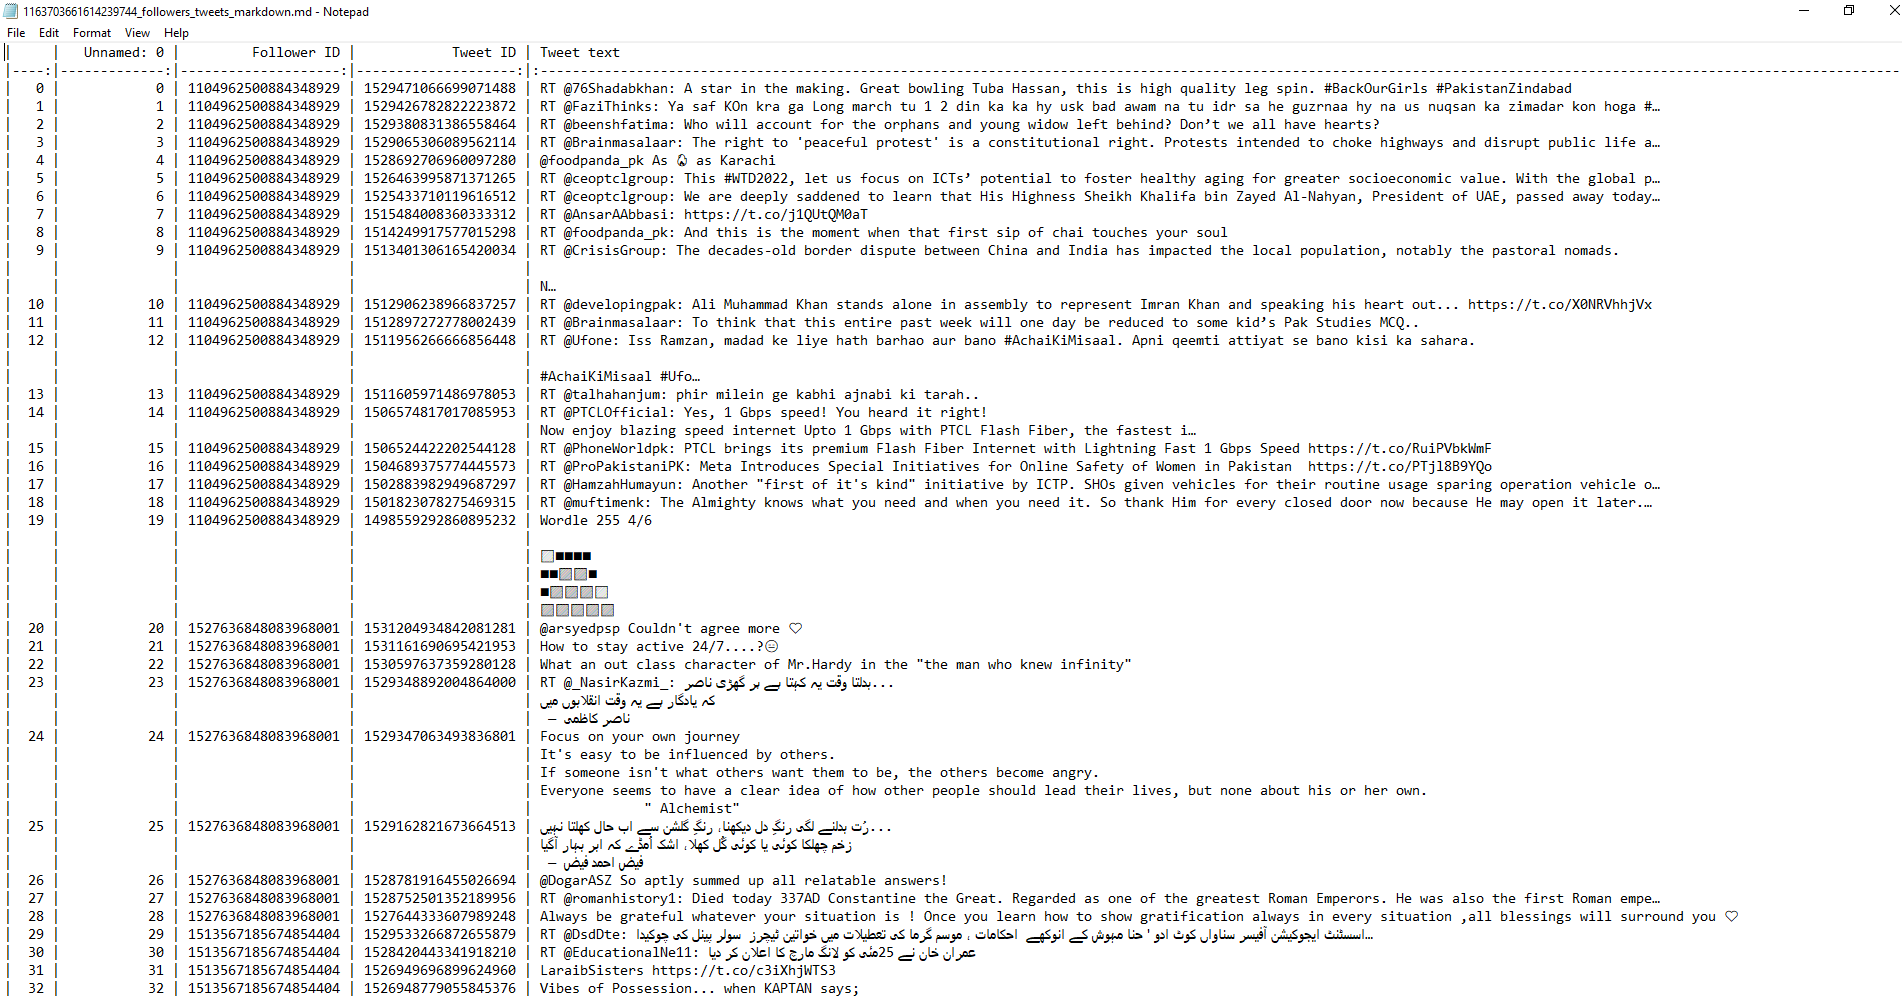 1163703661614239744_followers_tweets_markdown.md - Notepad
File Edit Format View Help
| | Unnamed: 0 | Follower ID | Tweet ID | Tweet text
| 0 | 0 | 1104962500884348929 | 1529471066699071488 | RT @76Shadabkhan: A star in the making. Great bowling Tuba Hassan, this is high quality leg spin. #BackOurGirls #PakistanZindabad
| 1 | 1 | 1104962500884348929 | 1529426782822223872 | RT @FaziThinks: Ya saf KOn kra ga Long march tu 1 2 din ka ka hy usk bad awam na tu idr sa he guzrnaa hy na us nuqsan ka zimadar kon hoga #…
| 2 | 2 | 1104962500884348929 | 1529380831386558464 | RT @beenshfatima: Who will account for the orphans and young widow left behind? Don’t we all have hearts?
| 3 | 3 | 1104962500884348929 | 1529065306089562114 | RT @Brainmasalaar: The right to 'peaceful protest' is a constitutional right. Protests intended to choke highways and disrupt public life a…
| 4 | 4 | 1104962500884348929 | 1528692706960097280 | @foodpanda_pk As 🔥 as Karachi
| 5 | 5 | 1104962500884348929 | 1526463995871371265 | RT @ceoptclgroup: This #WTD2022, let us focus on ICTs’ potential to foster healthy aging for greater socioeconomic value. With the global p…
| 6 | 6 | 1104962500884348929 | 1525433710119616512 | RT @ceoptclgroup: We are deeply saddened to learn that His Highness Sheikh Khalifa bin Zayed Al-Nahyan, President of UAE, passed away today…
| 7 | 7 | 1104962500884348929 | 1515484008360333312 | RT @AnsarAAbbasi: https://t.co/j1QUtQM0aT
| 8 | 8 | 1104962500884348929 | 1514249917577015298 | RT @foodpanda_pk: And this is the moment when that first sip of chai touches your soul
| 9 | 9 | 1104962500884348929 | 1513401306165420034 | RT @CrisisGroup: The decades-old border dispute between China and India has impacted the local population, notably the pastoral nomads.
N…
| 10 | 10 | 1104962500884348929 | 1512906238966837257 | RT @developingpak: Ali Muhammad Khan stands alone in assembly to represent Imran Khan and speaking his heart out... https://t.co/X0NRVhhjVx
| 11 | 11 | 1104962500884348929 | 1512897272778002439 | RT @Brainmasalaar: To think that this entire past week will one day be reduced to some kid’s Pak Studies MCQ..
| 12 | 12 | 1104962500884348929 | 1511956266666856448 | RT @Ufone: Iss Ramzan, madad ke liye hath barhao aur bano #AchaiKiMisaal. Apni qeemti attiyat se bano kisi ka sahara.
#AchaiKiMisaal #Ufo…
| 13 | 13 | 1104962500884348929 | 1511605971486978053 | RT @talhahanjum: phir milein ge kabhi ajnabi ki tarah..
| 14 | 14 | 1104962500884348929 | 1506574817017085953 | RT @PTCLOfficial: Yes, 1 Gbps speed! You heard it right!
Now enjoy blazing speed internet Upto 1 Gbps with PTCL Flash Fiber, the fastest i…
| 15 | 15 | 1104962500884348929 | 1506524422202544128 | RT @PhoneWorldpk: PTCL brings its premium Flash Fiber Internet with Lightning Fast 1 Gbps Speed https://t.co/RuiPVbkWmF
| 16 | 16 | 1104962500884348929 | 1504689375774445573 | RT @ProPakistaniPK: Meta Introduces Special Initiatives for Online Safety of Women in Pakistan https://t.co/PTjl8B9YQo
| 17 | 17 | 1104962500884348929 | 1502883982949687297 | RT @HamzahHumayun: Another "first of it's kind" initiative by ICTP. SHOs given vehicles for their routine usage sparing operation vehicle o…
| 18 | 18 | 1104962500884348929 | 1501823078275469315 | RT @muftimenk: The Almighty knows what you need and when you need it. So thank Him for every closed door now because He may open it later.…
| 19 | 19 | 1104962500884348929 | 1498559292860895232 | Wordle 255 4/6
| 20 | 20 | 1527636848083968001 | 1531204934842081281 | @arsyedpsp Couldn't agree more ♡
| 21 | 21 | 1527636848083968001 | 1531161690695421953 | How to stay active 24/7....?😐
| 22 | 22 | 1527636848083968001 | 1530597637359280128 | What an out class character of Mr.Hardy in the "the man who knew infinity"
| 23 | 23 | 1527636848083968001 | 1529348892004864000 | RT @_NasirKazmi_: بدلتا وقت یہ کہتا ہے ہر گھڑی ناصر...
کہ یادگار ہے یہ وقت انقلابوں میں
— ناصر کاظمی
| 24 | 24 | 1527636848083968001 | 1529347063493836801 | Focus on your own journey
It's easy to be influenced by others.
If someone isn't what others want them to be, the others become angry.
Everyone seems to have a clear idea of how other people should lead their lives, but none about his or her own.
" Alchemist"
| 25 | 25 | 1527636848083968001 | 1529162821673664513 | رُت بدلنے لگی رنگِ دل دیکھنا، رنگِ گلشن سے اب حال کھلتا نہیں...
زخم چھلکا کوئی یا کوئی گُل کھلا، اشک اُمڈے کہ ابر بہار آگیا
— فیض احمد فیض
| 26 | 26 | 1527636848083968001 | 1528781916455026694 | @DogarASZ So aptly summed up all relatable answers!
| 27 | 27 | 1527636848083968001 | 1528752501352189956 | RT @romanhistory1: Died today 337AD Constantine the Great. Regarded as one of the greatest Roman Emperors. He was also the first Roman empe…
| 28 | 28 | 1527636848083968001 | 1527644333607989248 | Always be grateful whatever your situation is ! Once you learn how to show gratification always in every situation ,all blessings will surround you ♡
| 29 | 29 | 1513567185674854404 | 1529533266872655879 | RT @DsdDte: اسسٹنٹ ایجوکیشن آفیسر سناواں کوٹ ادو ' حنا مہوش کے انوکھے احکامات ، موسم گرما کی تعطیلات میں خواتین ٹیچرز سولر پینل کی چوکیدا…
| 30 | 30 | 1513567185674854404 | 1528420443341918210 | RT @EducationalNe11: عمران خان نے 25مئی کو لانگ مارچ کا اعلان کر دیا
| 31 | 31 | 1513567185674854404 | 1526949696899624960 | LaraibSisters https://t.co/c3iXhjWTS3
| 32 | 32 | 1513567185674854404 | 1526948779055845376 | Vibes of Possession... when KAPTAN says;